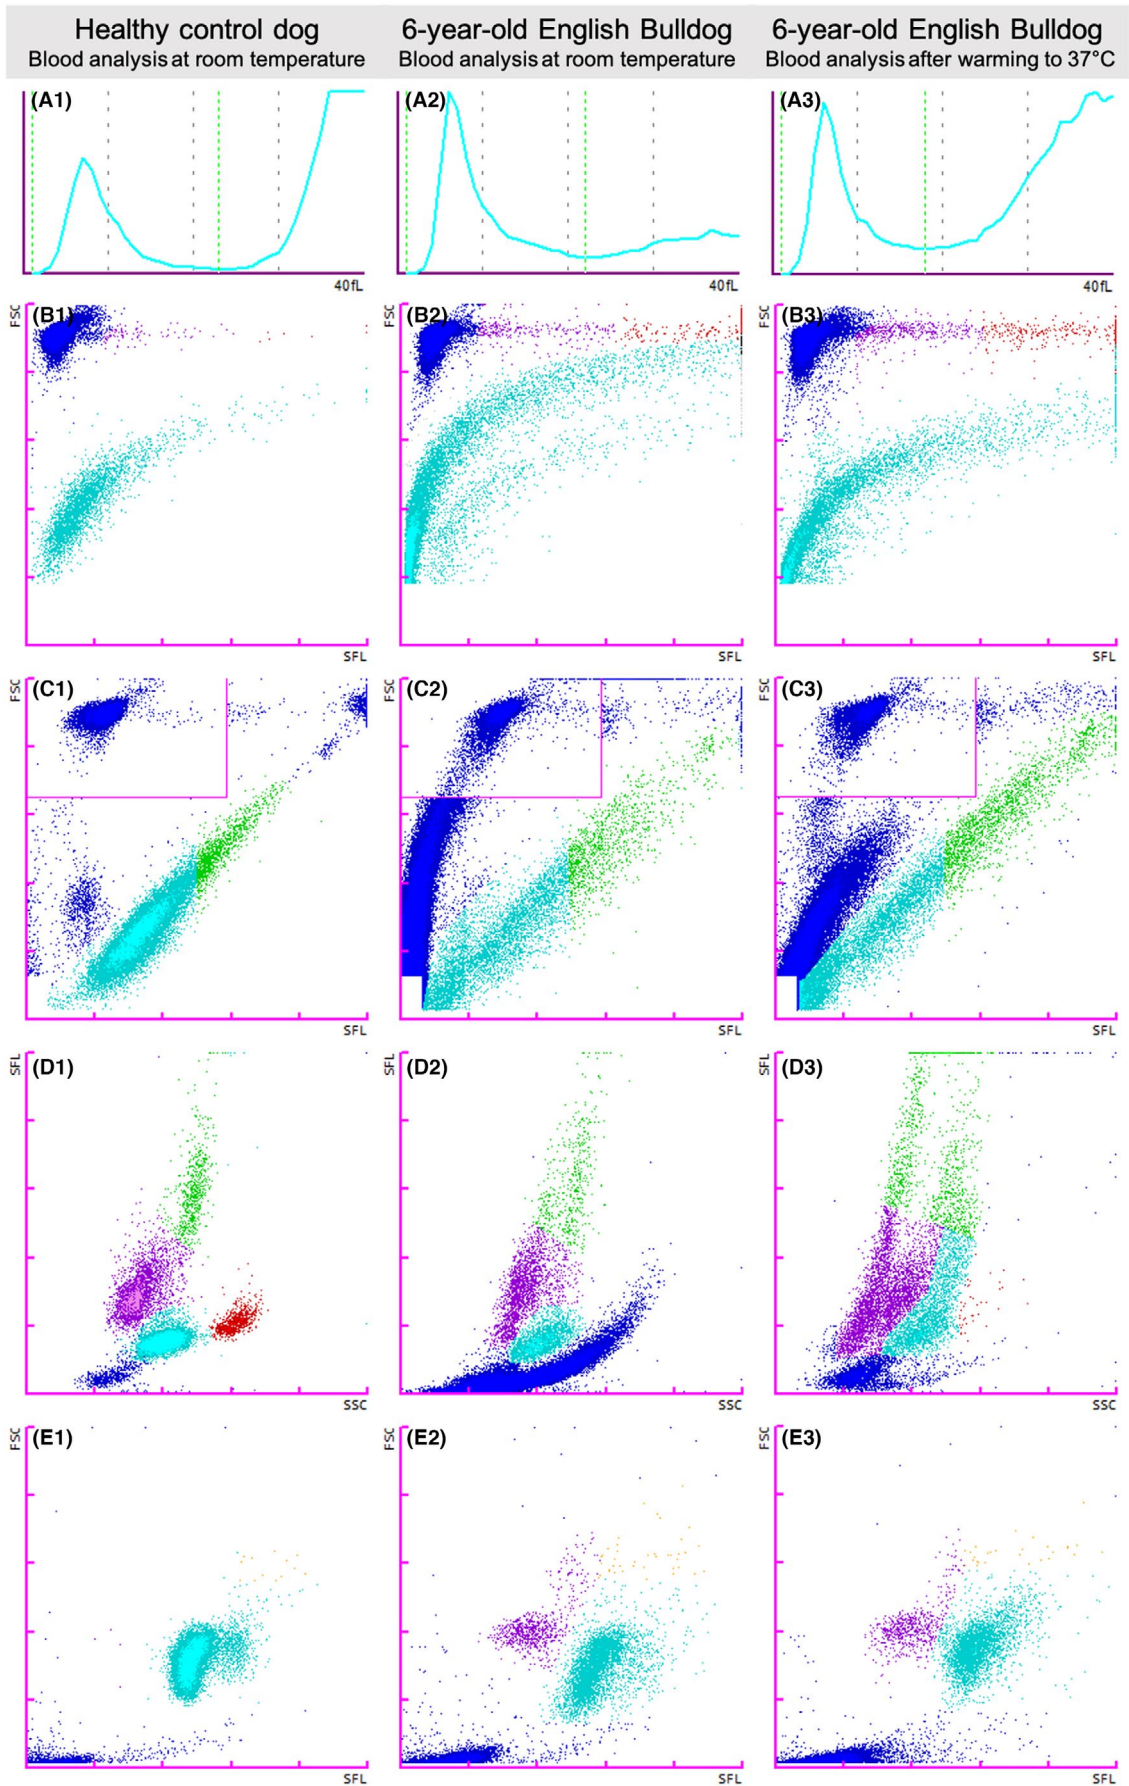 Healthy control dog
Blood analysis at room temperature
6-year-old English Bulldog
Blood analysis at room temperature
6-year-old English Bulldog
Blood analysis after warming to 37°C
(A1)
(A2)
(A3)
40fL
40fL
40fL
FSC
(B1)
FSC
(B2)
FSC
(B3)
SFL
SFL
SFL
FSC
(C1)
FSC
(C2)
FSC
(C3)
SFL
SFL
SFL
SFL
(D1)
SFL
(D2)
SFL
(D3)
SSC
SSC
SSC
FSC
(E1)
FSC
(E2)
FSC
(E3)
SFL
SFL
SFL